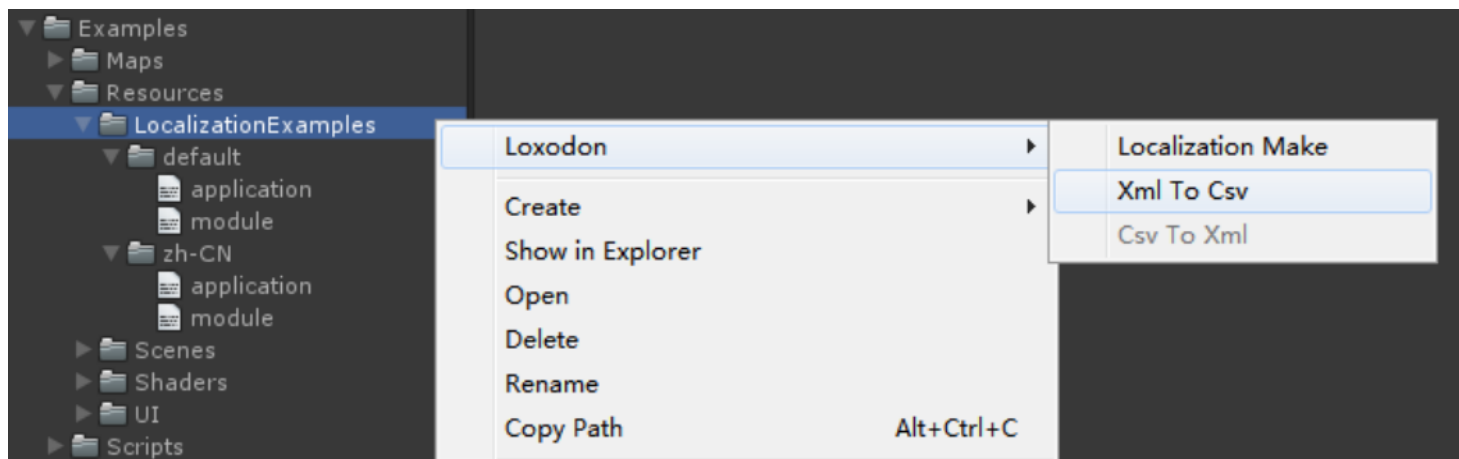 Examples
Maps
Resources
LocalizationExamples
default
application
module
zh-CN
application
module
Scenes
Shaders
UI
Scripts
Loxodon
Create
Show in Explorer
Open
Delete
Rename
Copy Path Alt+Ctrl+C
Localization Make
Xml To Csv
Csv To Xml